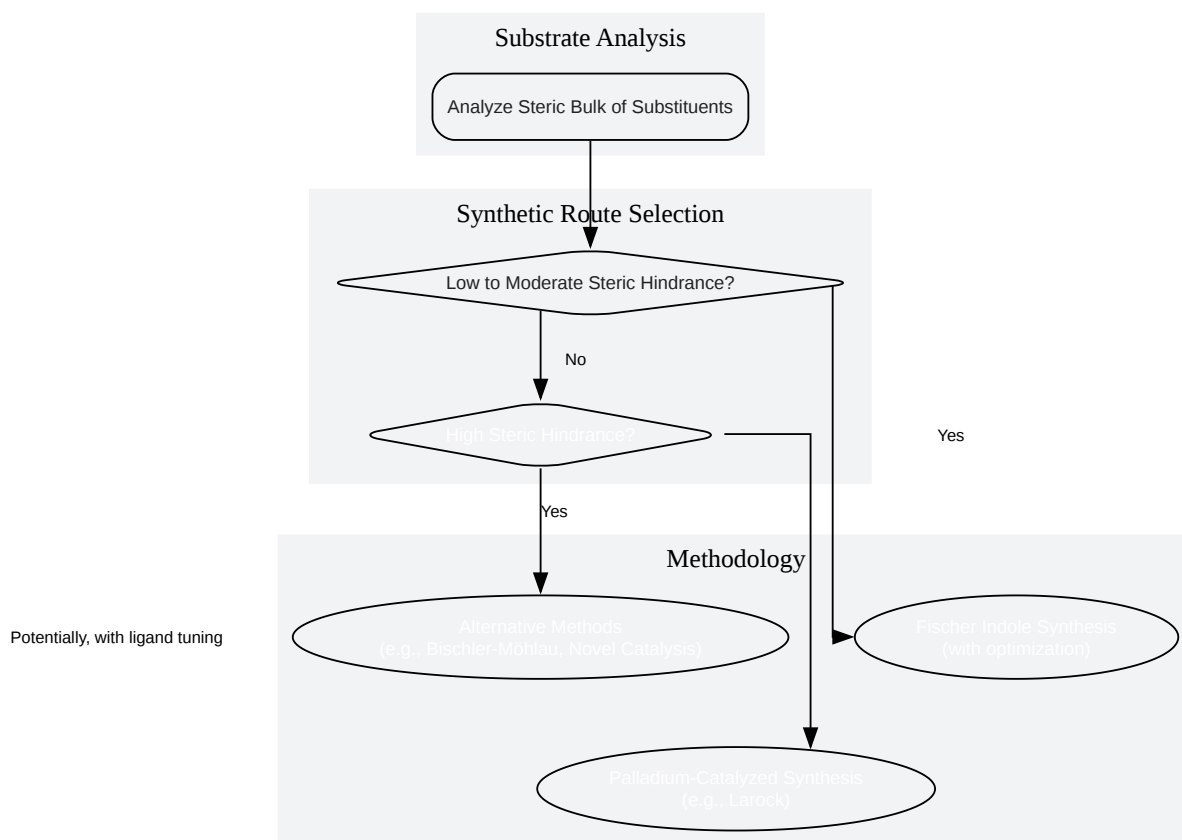 Substrate Analysis
Analyze Steric Bulk of Substituents
Synthetic Route Selection
Low to Moderate Steric Hindrance?
No
High Steric Hindrance?
Yes
Yes
Methodology
Alternative Methods
(e.g., Bischler-Möhlau, Novel Catalysis)
Fischer Indole Synthesis
(with optimization)
Potentially, with ligand tuning
Palladium-Catalyzed Synthesis
(e.g., Larock)